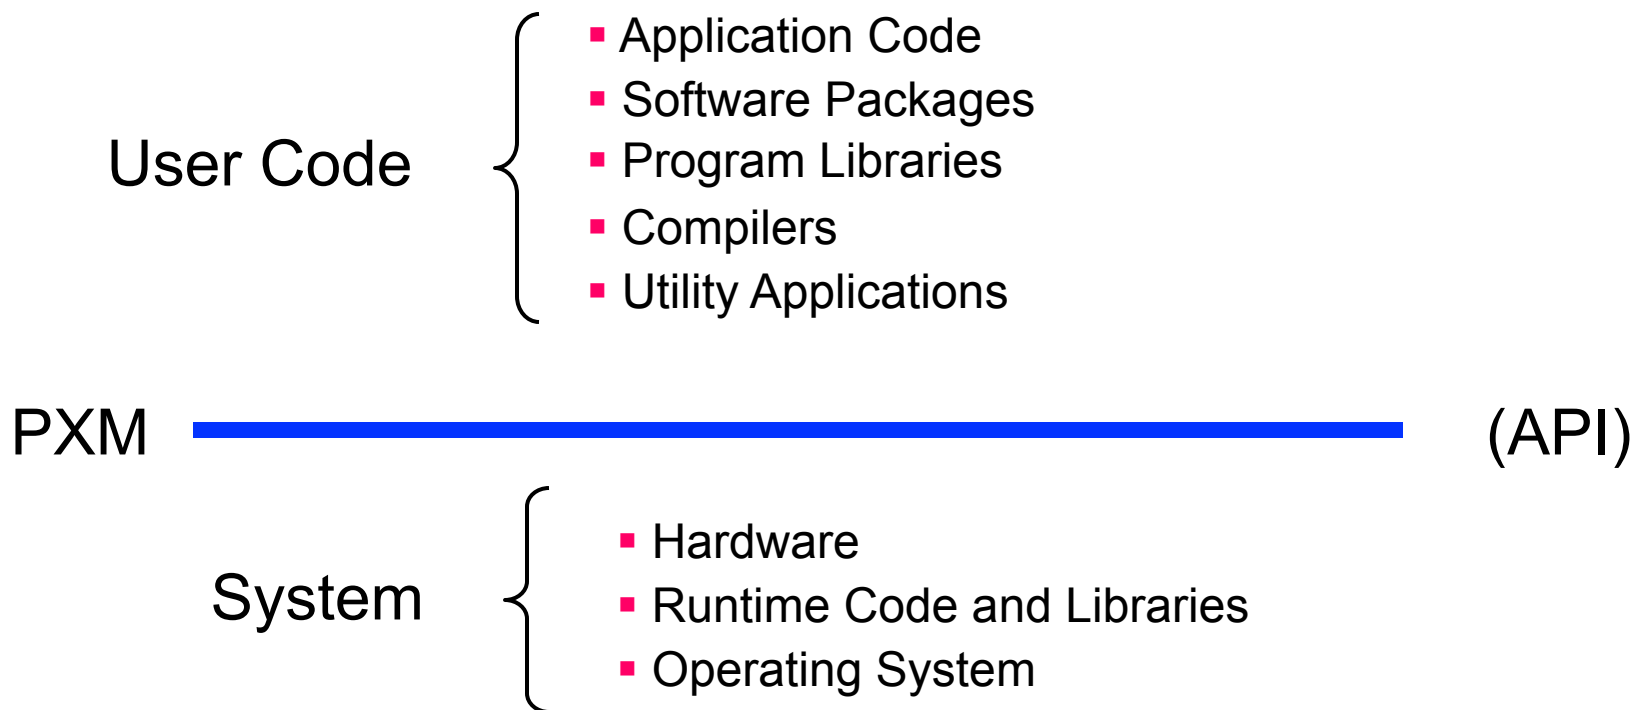 User Code
▪ Application Code
▪ Software Packages
▪ Program Libraries
▪ Compilers
▪ Utility Applications
PXM (API)
System
▪ Hardware
▪ Runtime Code and Libraries
▪ Operating System